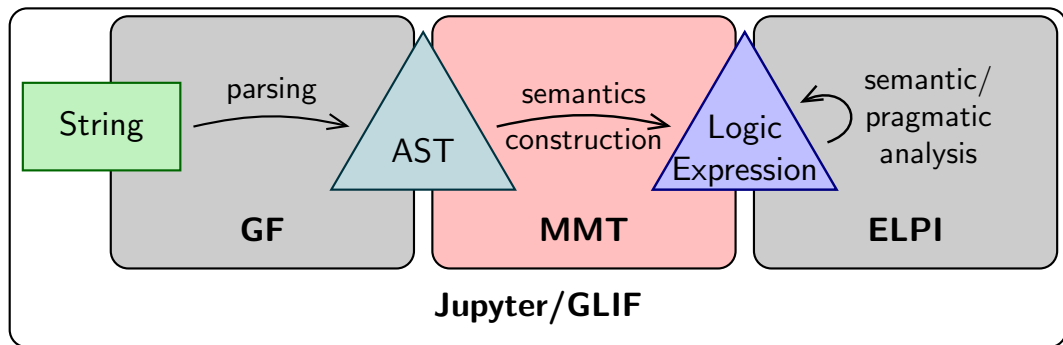 String
parsing
AST
semantics
construction
Logic
Expression
semantic/
pragmatic
analysis
GF
MMT
ELPI
Jupyter/GLIF